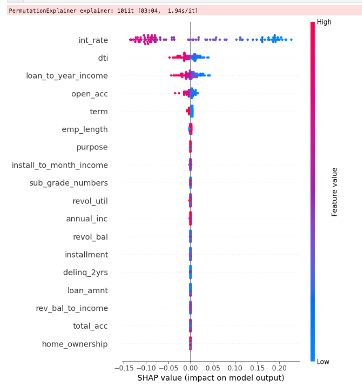 PermutationExplainer explainer: 101it [03:04, 1.94s/it]
High
int_rate
dti
loan_to_year_income
open_acc
term
emp_length
purpose
install_to_month_income
sub_grade_numbers
revol_util
annual_inc
revol_bal
installment
delinq_2yrs
loan_amnt
rev_bal_to_income
total_acc
home_ownership
Feature value
Low
−0.15 −0.10 −0.05 0.00 0.05 0.10 0.15 0.20
SHAP value (impact on model output)